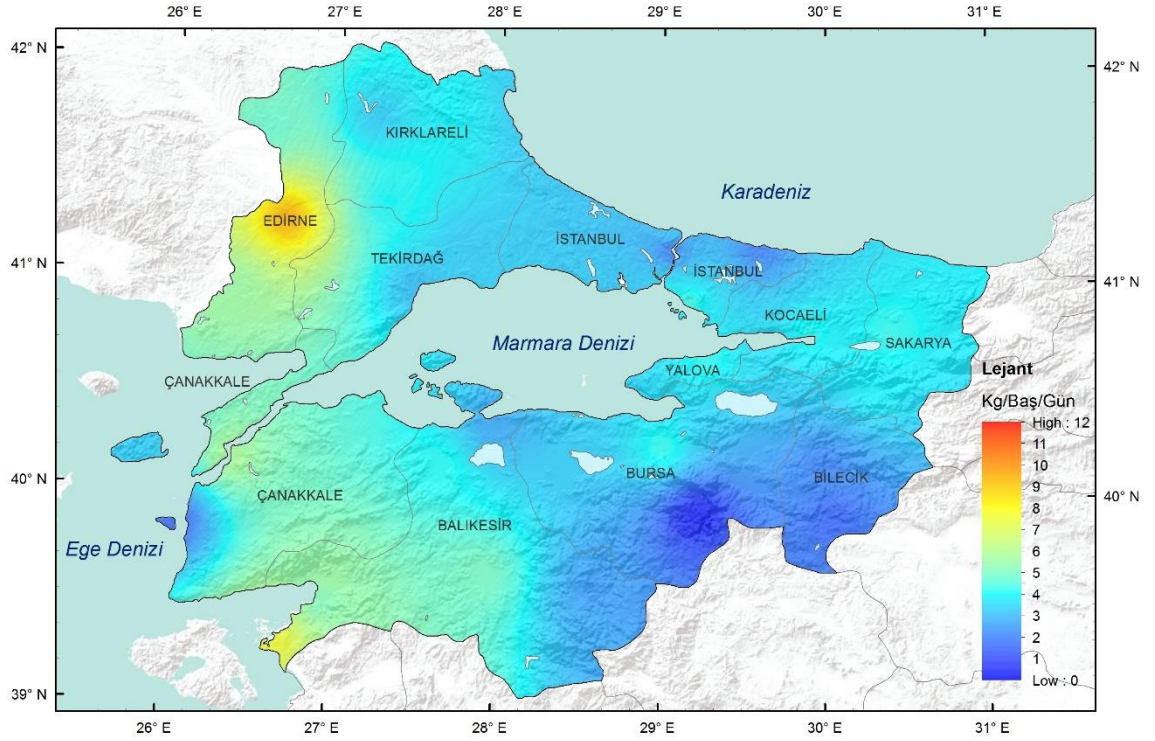 26° E 27° E 28° E 29° E 30° E 31° E
42° N 42° N
KIRKLARELİ
Karadeniz
EDİRNE
TEKİRDAĞ
İSTANBUL
41° N İSTANBUL 41° N
KOCAELİ
Marmara Denizi
SAKARYA
ÇANAKKALE
YALOVA
Lejant
Kg/Baş/Gün
High : 12
11
10
9
8
7
6
5
4
3
2
1
Low : 0
40° N 40° N
BURSA
BİLECİK
ÇANAKKALE
BALIKESİR
Ege Denizi
39° N
26° E 27° E 28° E 29° E 30° E 31° E